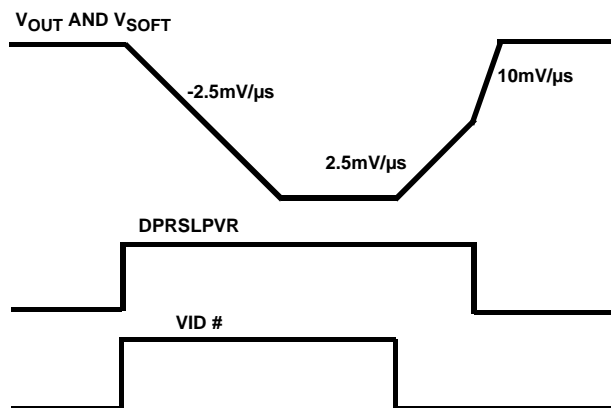 VOUT AND VSOFT
-2.5mV/µs
10mV/µs
2.5mV/µs
DPRSLPVR
VID #